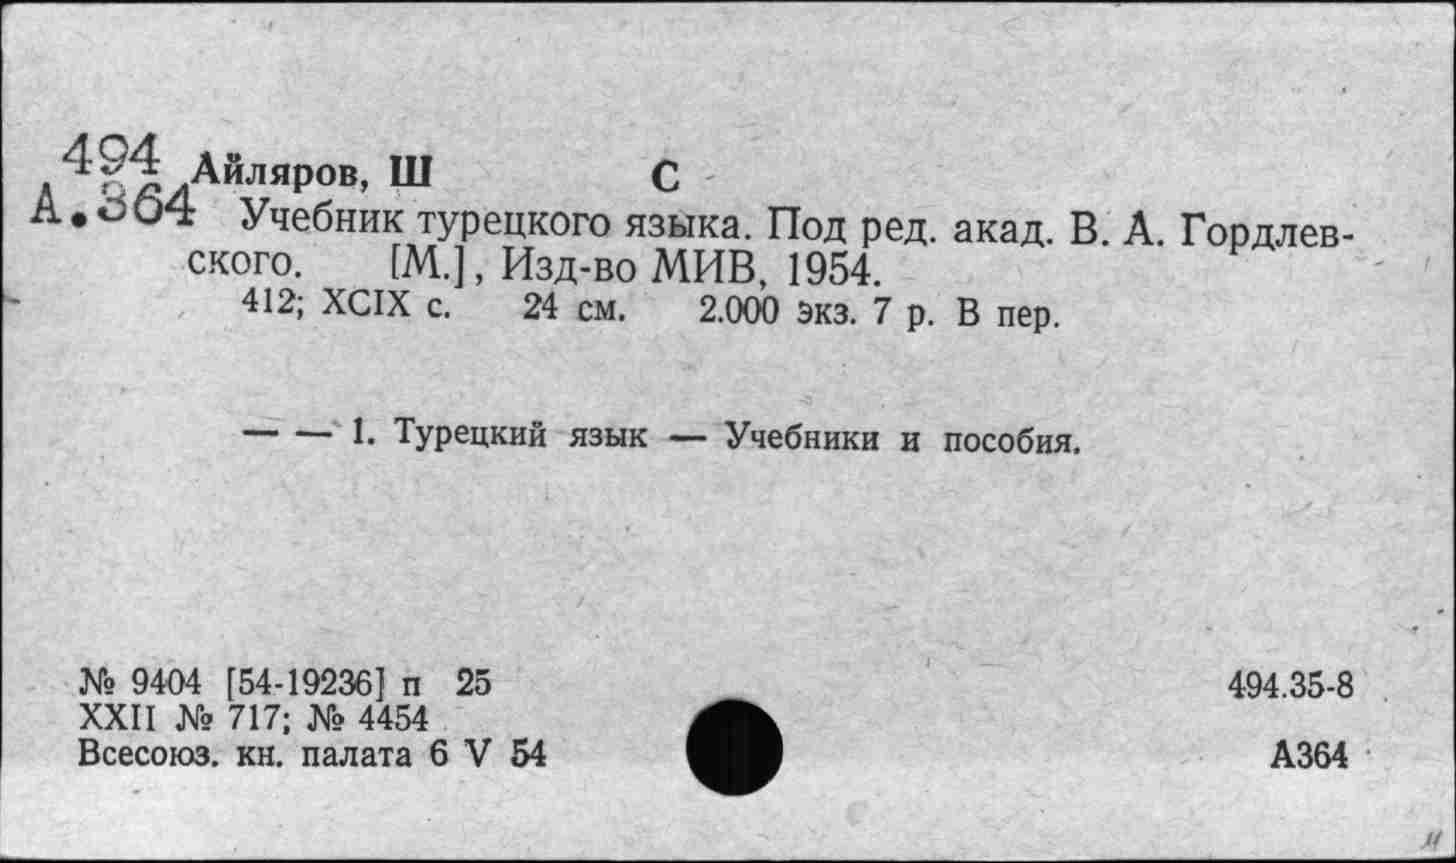 494 Айляров, Ш С
А.364 Учебник турецкого языка. Под ред. акад. В. А. Гордлев-
ского. [М.], Изд-во МИВ, 1954.
412; XCIX с. 24 см. 2.000 экз. 7 р. В пер.
— — 1. Турецкий язык — Учебники и пособия.
№ 9404 [54-19236] п 25 494.35-8
XXII № 717; № 4454
Всесоюз. кн. палата 6 V 54 А364